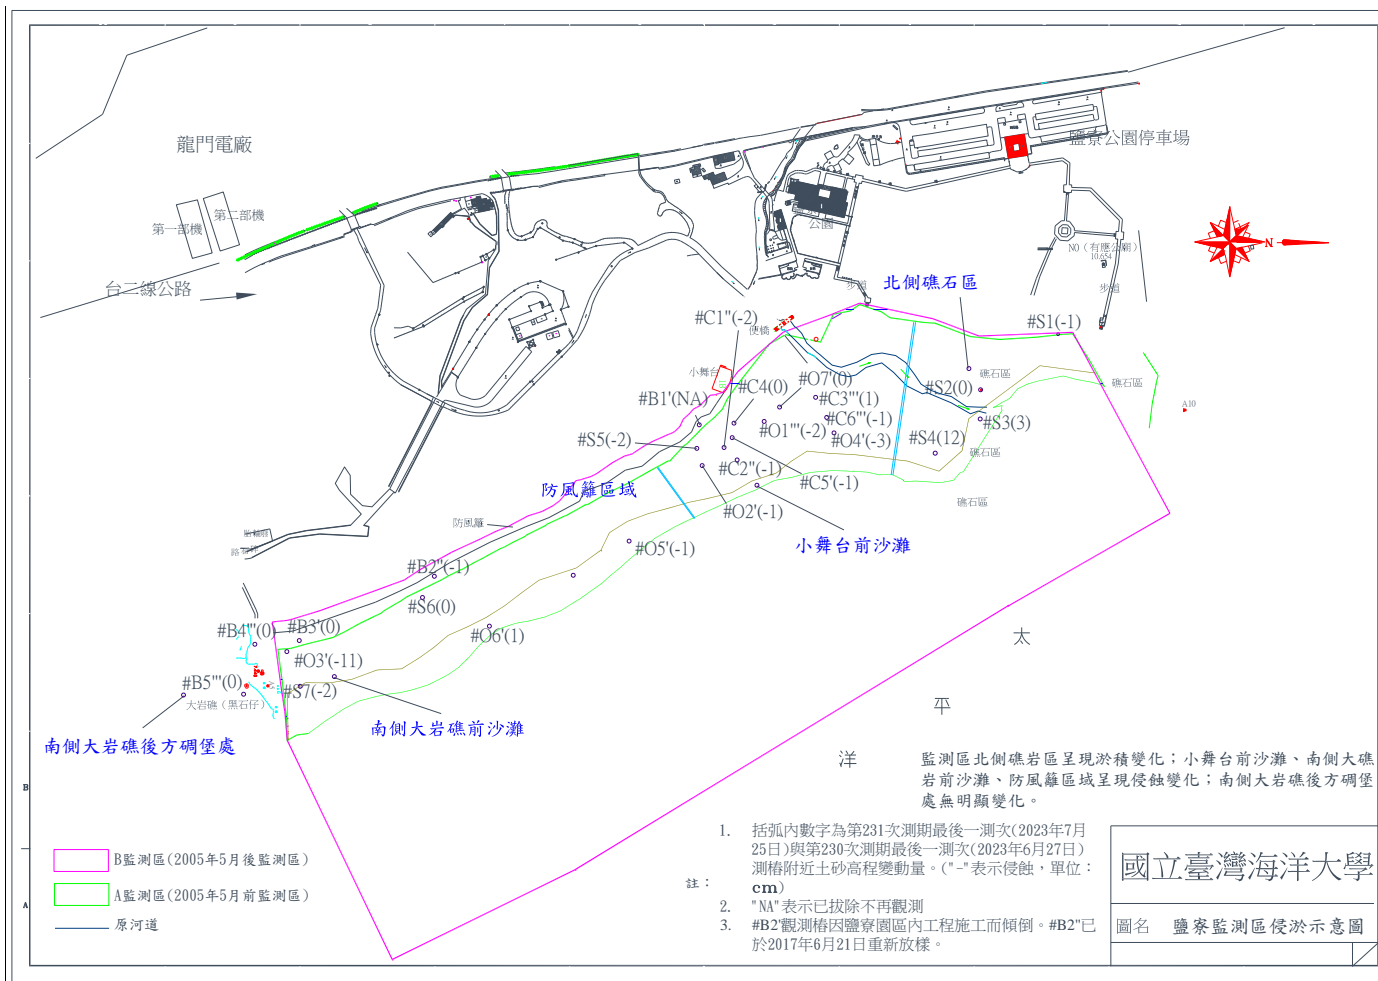 龍門電廠
鹽寮公園停車場
第二部機
第一部機
公園
N0（有應公廟）
10.654
N
台二線公路
步道
步道
北側礁石區
#C1"(-2)
便橋
#S1(-1)
小舞台
#O7'(0)
礁石區
礁石區
#C4(0)
#S2(0)
#B1'(NA)
#C3'"(1)
A10
#C6'"(-1)
#S3(3)
#O1'"(-2)
#S5(-2)
#O4'(-3)
#S4(12)
礁石區
#C2"(-1)
#C5'(-1)
防風籬區域
礁石區
#O2'(-1)
防風籬
小舞台前沙灘
#O5'(-1)
#B2"(-1)
#S6(0)
#B4'"(0)
#B3'(0)
#O6'(1)
太
#O3'(-11)
#B5'"(0)
#S7(-2)
大岩礁（黑石仔）
平
南側大岩礁前沙灘
南側大岩礁後方碉堡處
洋
監測區北側礁岩區呈現淤積變化；小舞台前沙灘、南側大礁
岩前沙灘、防風籬區域呈現侵蝕變化；南側大岩礁後方碉堡
處無明顯變化。
B
A
B監測區(2005年5月後監測區)
A監測區(2005年5月前監測區)
原河道
註：
1. 括弧內數字為第231次測期最後一測次(2023年7月
25日)與第230次測期最後一測次(2023年6月27日)
測樁附近土砂高程變動量。("-"表示侵蝕，單位：
cm)
2. "NA"表示已拔除不再觀測
3. #B2'觀測樁因鹽寮園區內工程施工而傾倒。#B2"已
於2017年6月21日重新放樣。
國立臺灣海洋大學
圖名 鹽寮監測區侵淤示意圖